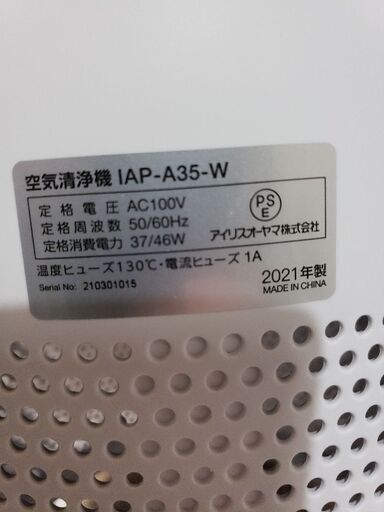 空気清浄機 IAP-A35-W
定格電圧 AC100V
定格周波数 50/60Hz
定格消費電力 37/46W
PS
E
アイリスオーヤマ株式会社
温度ヒューズ130℃・電流ヒューズ 1A
Serial No: 210301015
2021年製
MADE IN CHINA